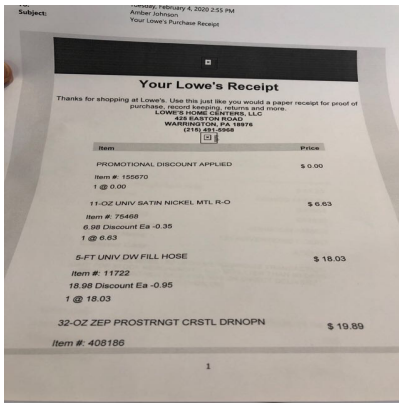 Tuesday, February 4, 2020 2:55 PM
Amber Johnson
Subject:
Your Lowe's Purchase Receipt
Your Lowe's Receipt
Thanks for shopping at Lowe's. Use this just like you would a paper receipt for proof of
purchase, record keeping, returns and more.
LOWE'S HOME CENTERS, LLC
425 EASTON ROAD
WARRINGTON, PA 18976
(215) 491-5968
Item Price
PROMOTIONAL DISCOUNT APPLIED $ 0.00
Item #: 155670
1 @ 0.00
11-OZ UNIV SATIN NICKEL MTL R-O $ 6.63
Item #: 75468
6.98 Discount Ea -0.35
1 @ 6.63
5-FT UNIV DW FILL HOSE $ 18.03
Item #: 11722
18.98 Discount Ea -0.95
1 @ 18.03
32-OZ ZEP PROSTRNGT CRSTL DRNOPN $ 19.89
Item #: 408186
1